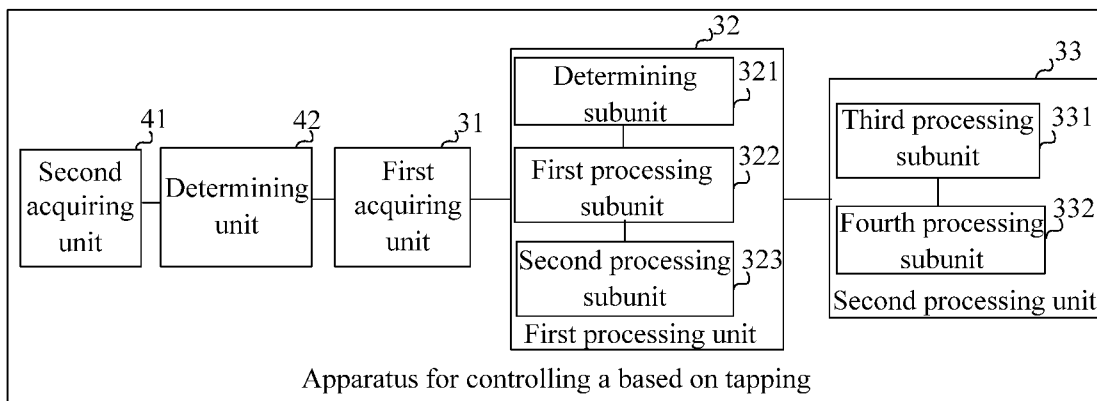 41
Second
acquiring
unit
42
Determining
unit
31
First
acquiring
unit
32
Determining
subunit
321
First processing
subunit
322
Second processing
subunit
323
First processing unit
33
Third processing
subunit
331
Fourth processing
subunit
332
Second processing unit
Apparatus for controlling a based on tapping